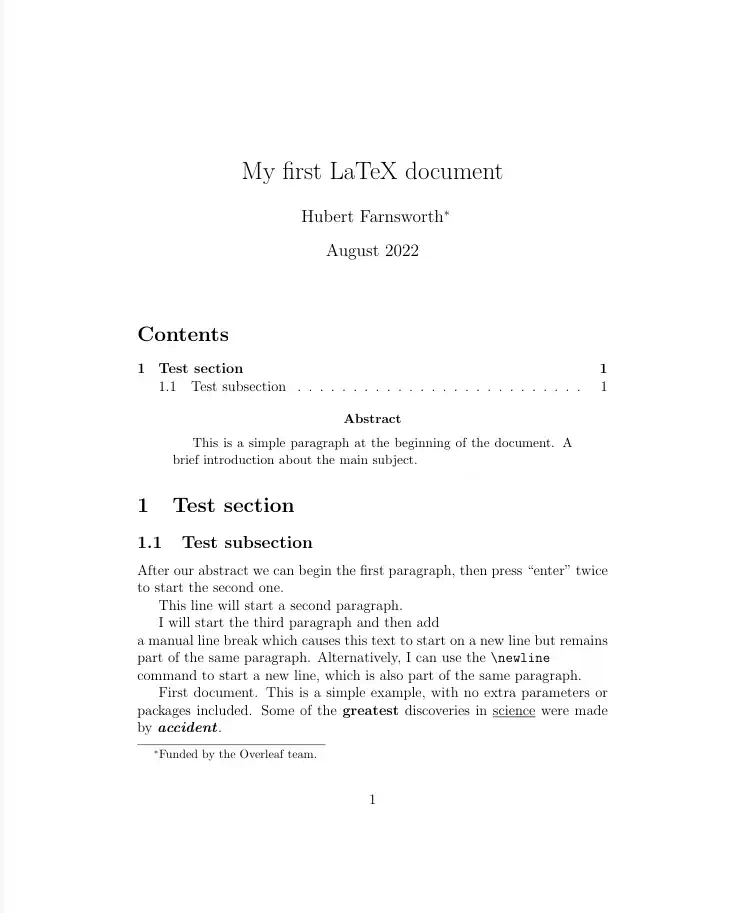 My first LaTeX document
Hubert Farnsworth*
August 2022
Contents
1 Test section 1
1.1 Test subsection . . . . . . . . . . . . . . . . . . . . . . . . . . 1
Abstract
This is a simple paragraph at the beginning of the document. A
brief introduction about the main subject.
1 Test section
1.1 Test subsection
After our abstract we can begin the first paragraph, then press “enter” twice
to start the second one.
This line will start a second paragraph.
I will start the third paragraph and then add
a manual line break which causes this text to start on a new line but remains
part of the same paragraph. Alternatively, I can use the \newline
command to start a new line, which is also part of the same paragraph.
First document. This is a simple example, with no extra parameters or
packages included. Some of the greatest discoveries in science were made
by accident.
*Funded by the Overleaf team.
1